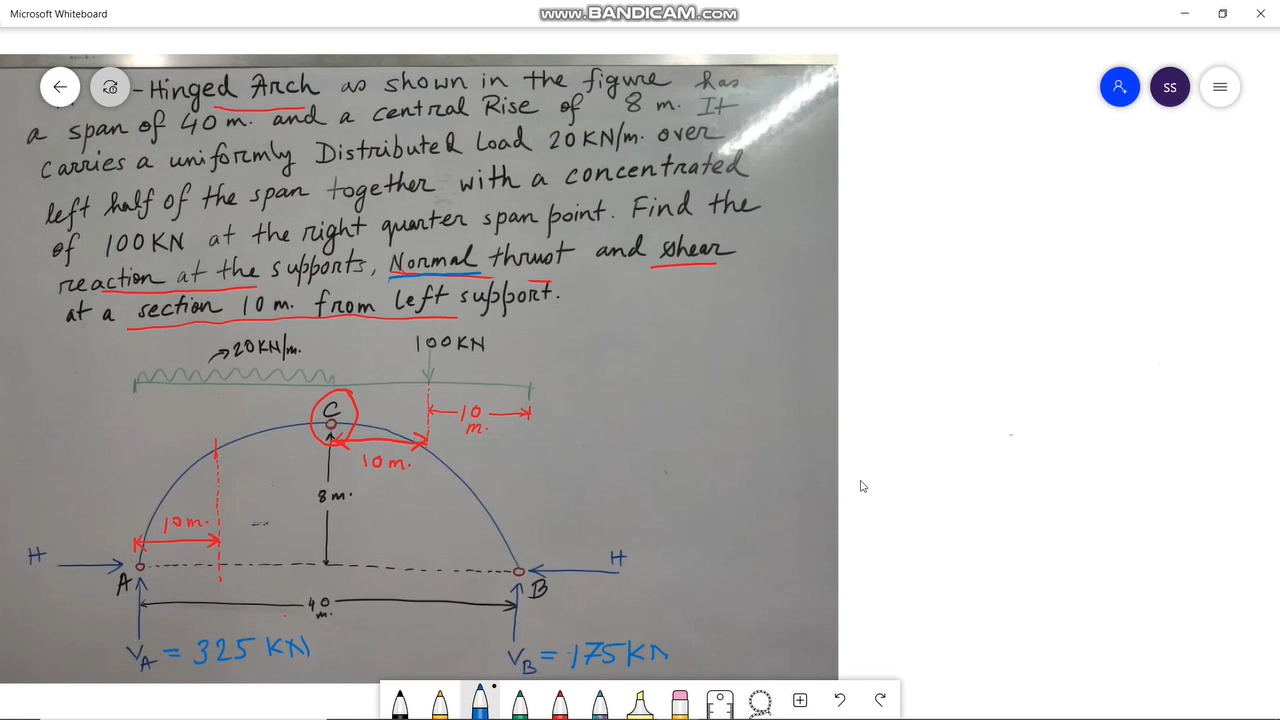 Microsoft Whiteboard
www.BANDICAM.com
-Hinged Arch as shown in the figure has
a span of 40 m. and a central Rise of 8 m. It
carries a uniformly Distributed Load 20 KN/m. over
left half of the span together with a concentrated
of 100 KN at the right quarter span point. Find the
reaction at the supports, Normal thrust and shear
at a section 10 m. from left support.
SS
20 KN/m.
100 KN
C
10 m.
10 m.
8 m.
10 m.
H
H
A
B
40 m.
VA = 325 KN
VB = 175 KN